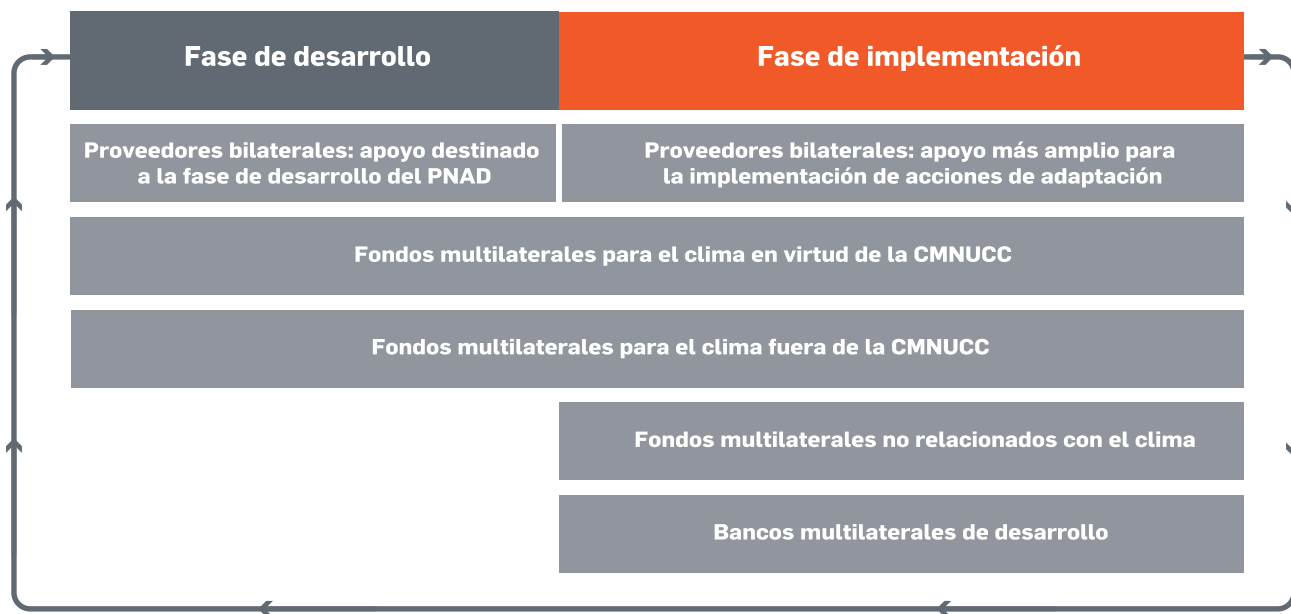 Fase de desarrollo
Fase de implementación
Proveedores bilaterales: apoyo destinado
a la fase de desarrollo del PNAD
Proveedores bilaterales: apoyo más amplio para
la implementación de acciones de adaptación
Fondos multilaterales para el clima en virtud de la CMNUCC
Fondos multilaterales para el clima fuera de la CMNUCC
Fondos multilaterales no relacionados con el clima
Bancos multilaterales de desarrollo